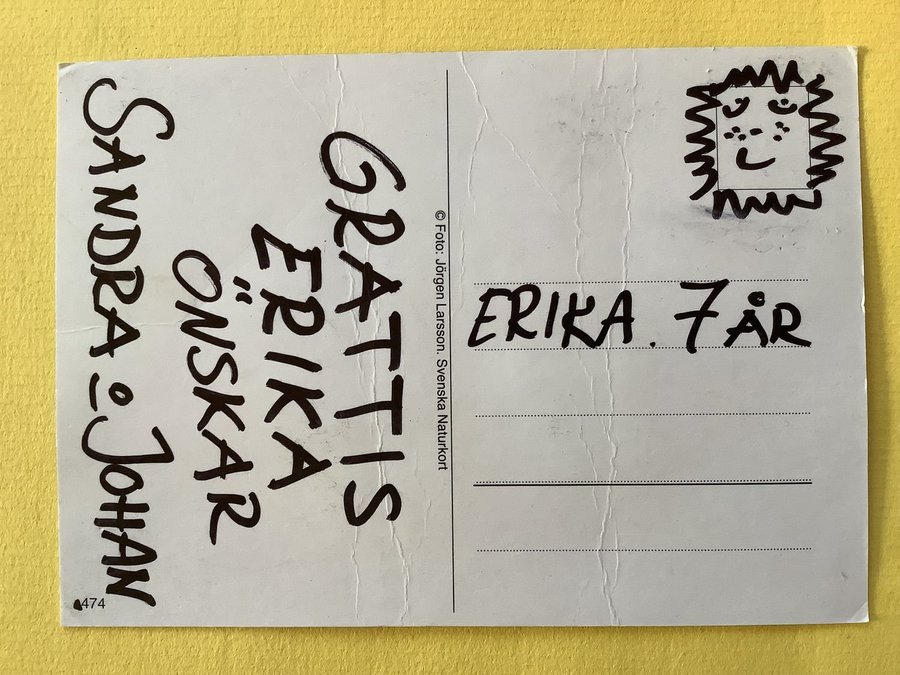 GRATTIS
ERIKA
ÖNSKAR
SANDRA o JOHAN
© Foto: Jörgen Larsson. Svenska Naturkort
ERIKA. 7 ÅR
474